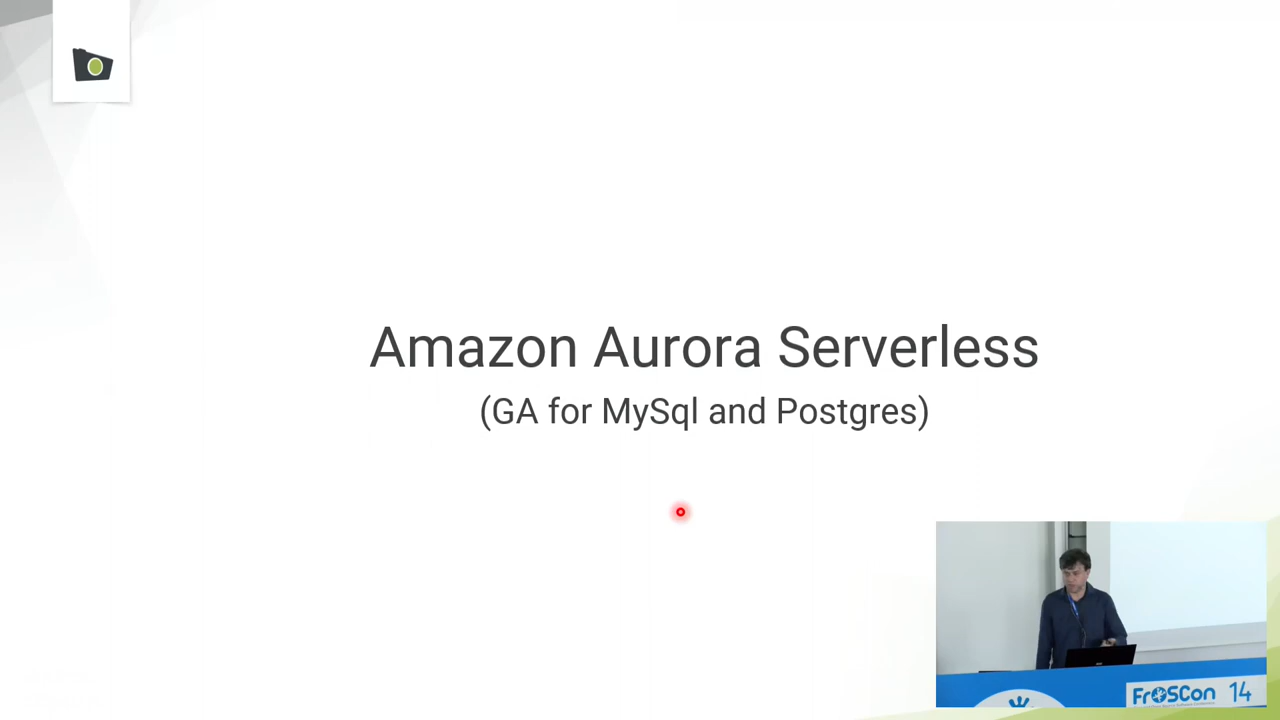 Amazon Aurora Serverless
(GA for MySql and Postgres)
FrOSCon 14